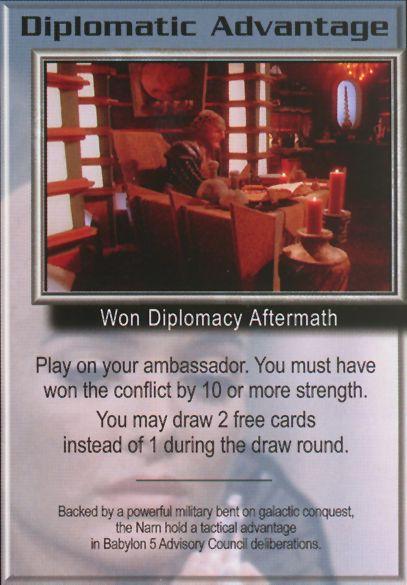 Diplomatic Advantage
Won Diplomacy Aftermath
Play on your ambassador. You must have
won the conflict by 10 or more strength.
You may draw 2 free cards
instead of 1 during the draw round.
Backed by a powerful military bent on galactic conquest,
the Narn hold a tactical advantage
in Babylon 5 Advisory Council deliberations.